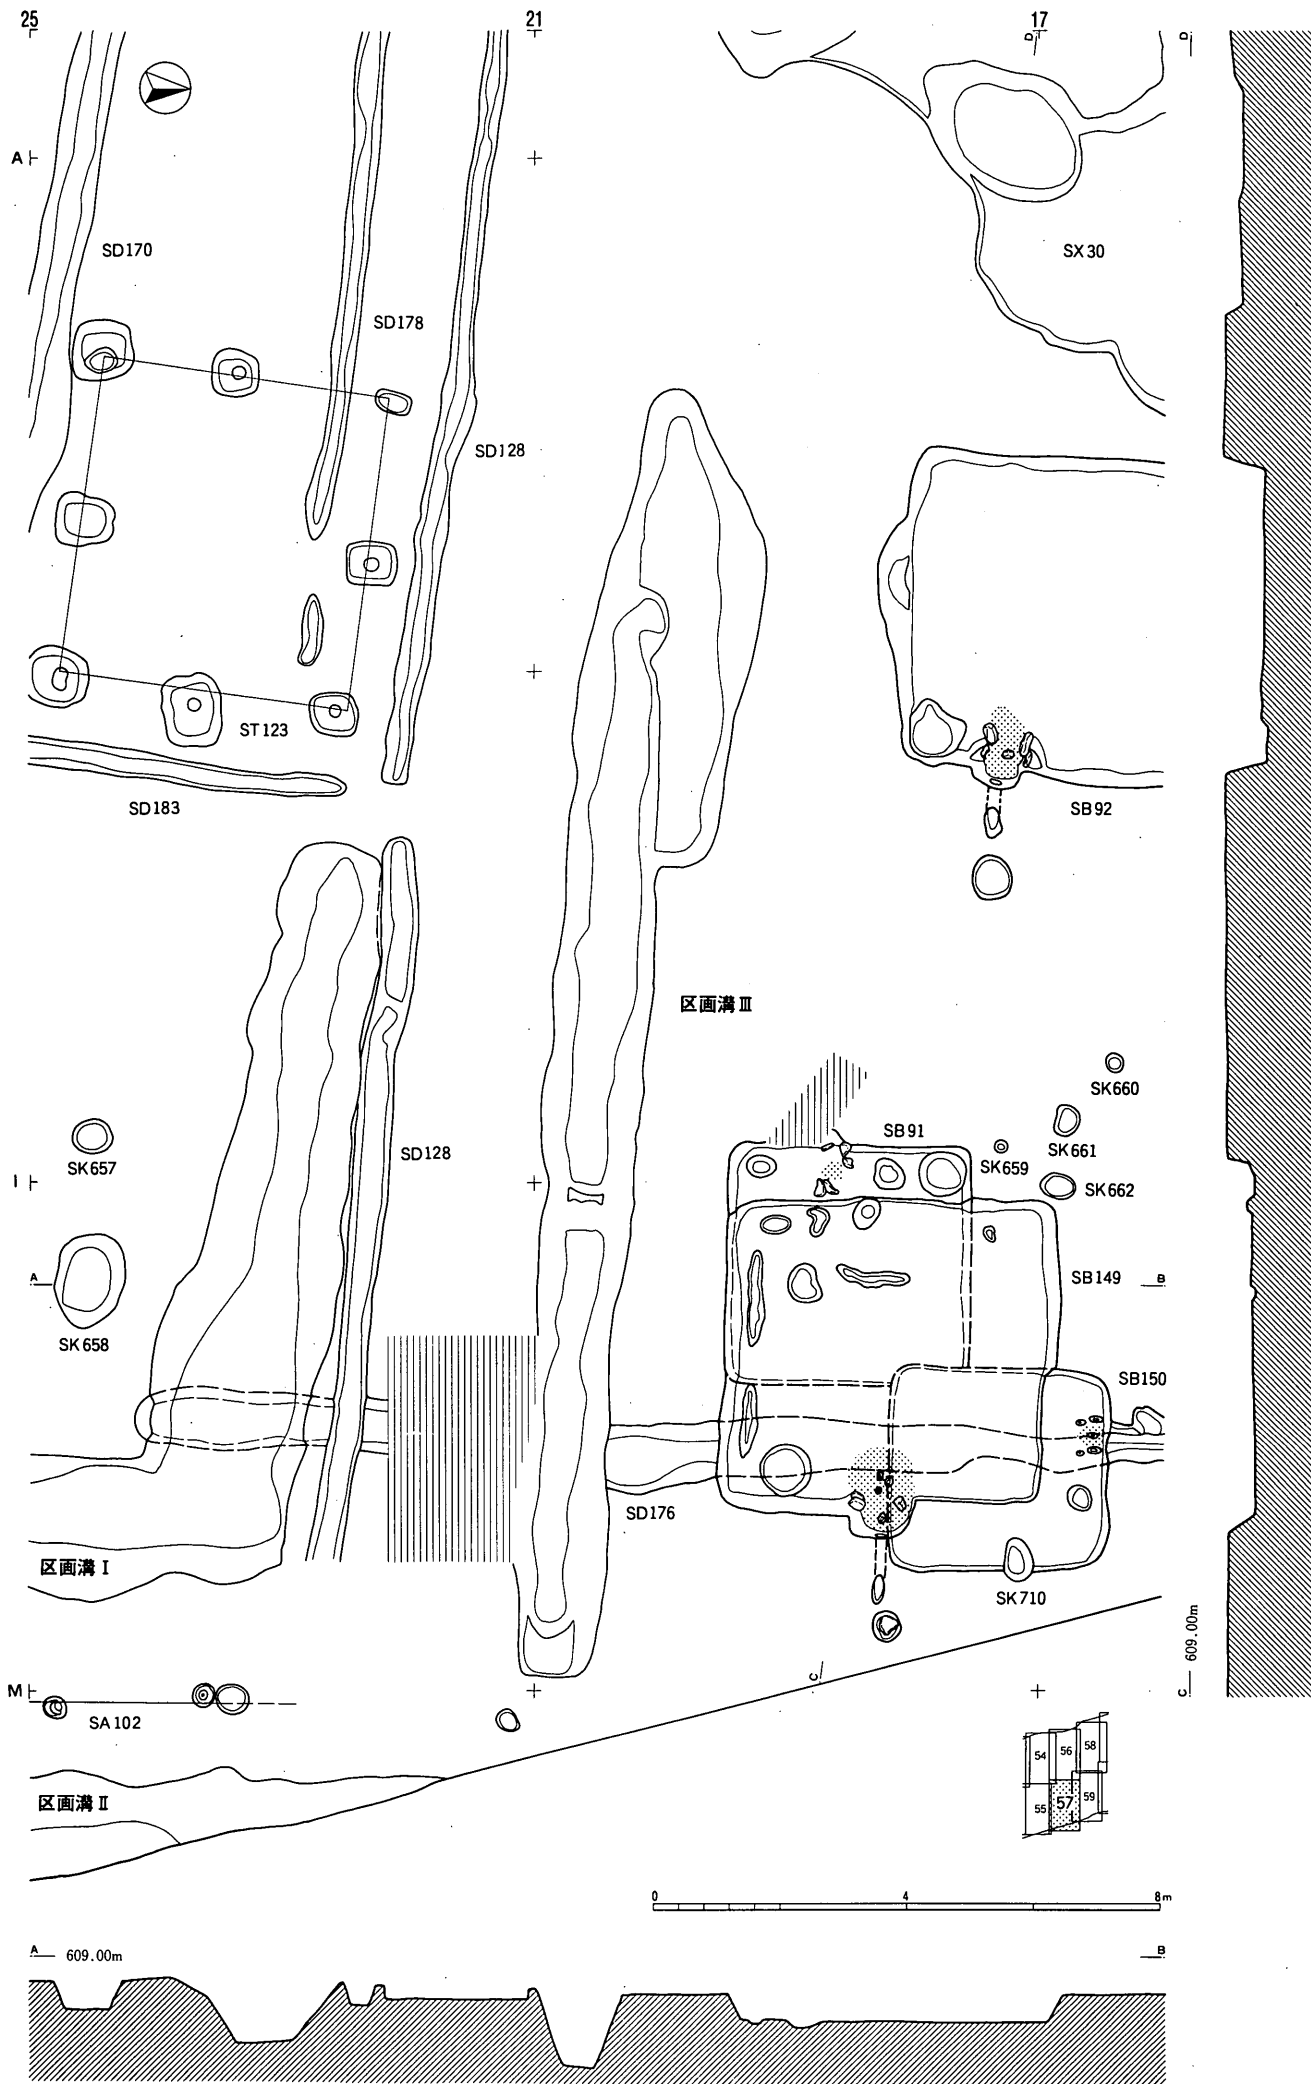 25
21
17
D
D
A
SD170
SX30
SD178
SD128
ST123
SD183
SB92
区画溝Ⅲ
SK660
SB91
SK661
SK657
SD128
SK659
I
SK662
A
SB149
B
SK658
SB150
SD176
区画溝Ⅰ
SK710
609.00m
C
C
M
SA102
54
56
58
区画溝Ⅱ
55
57
59
0
4
8m
A
609.00m
B